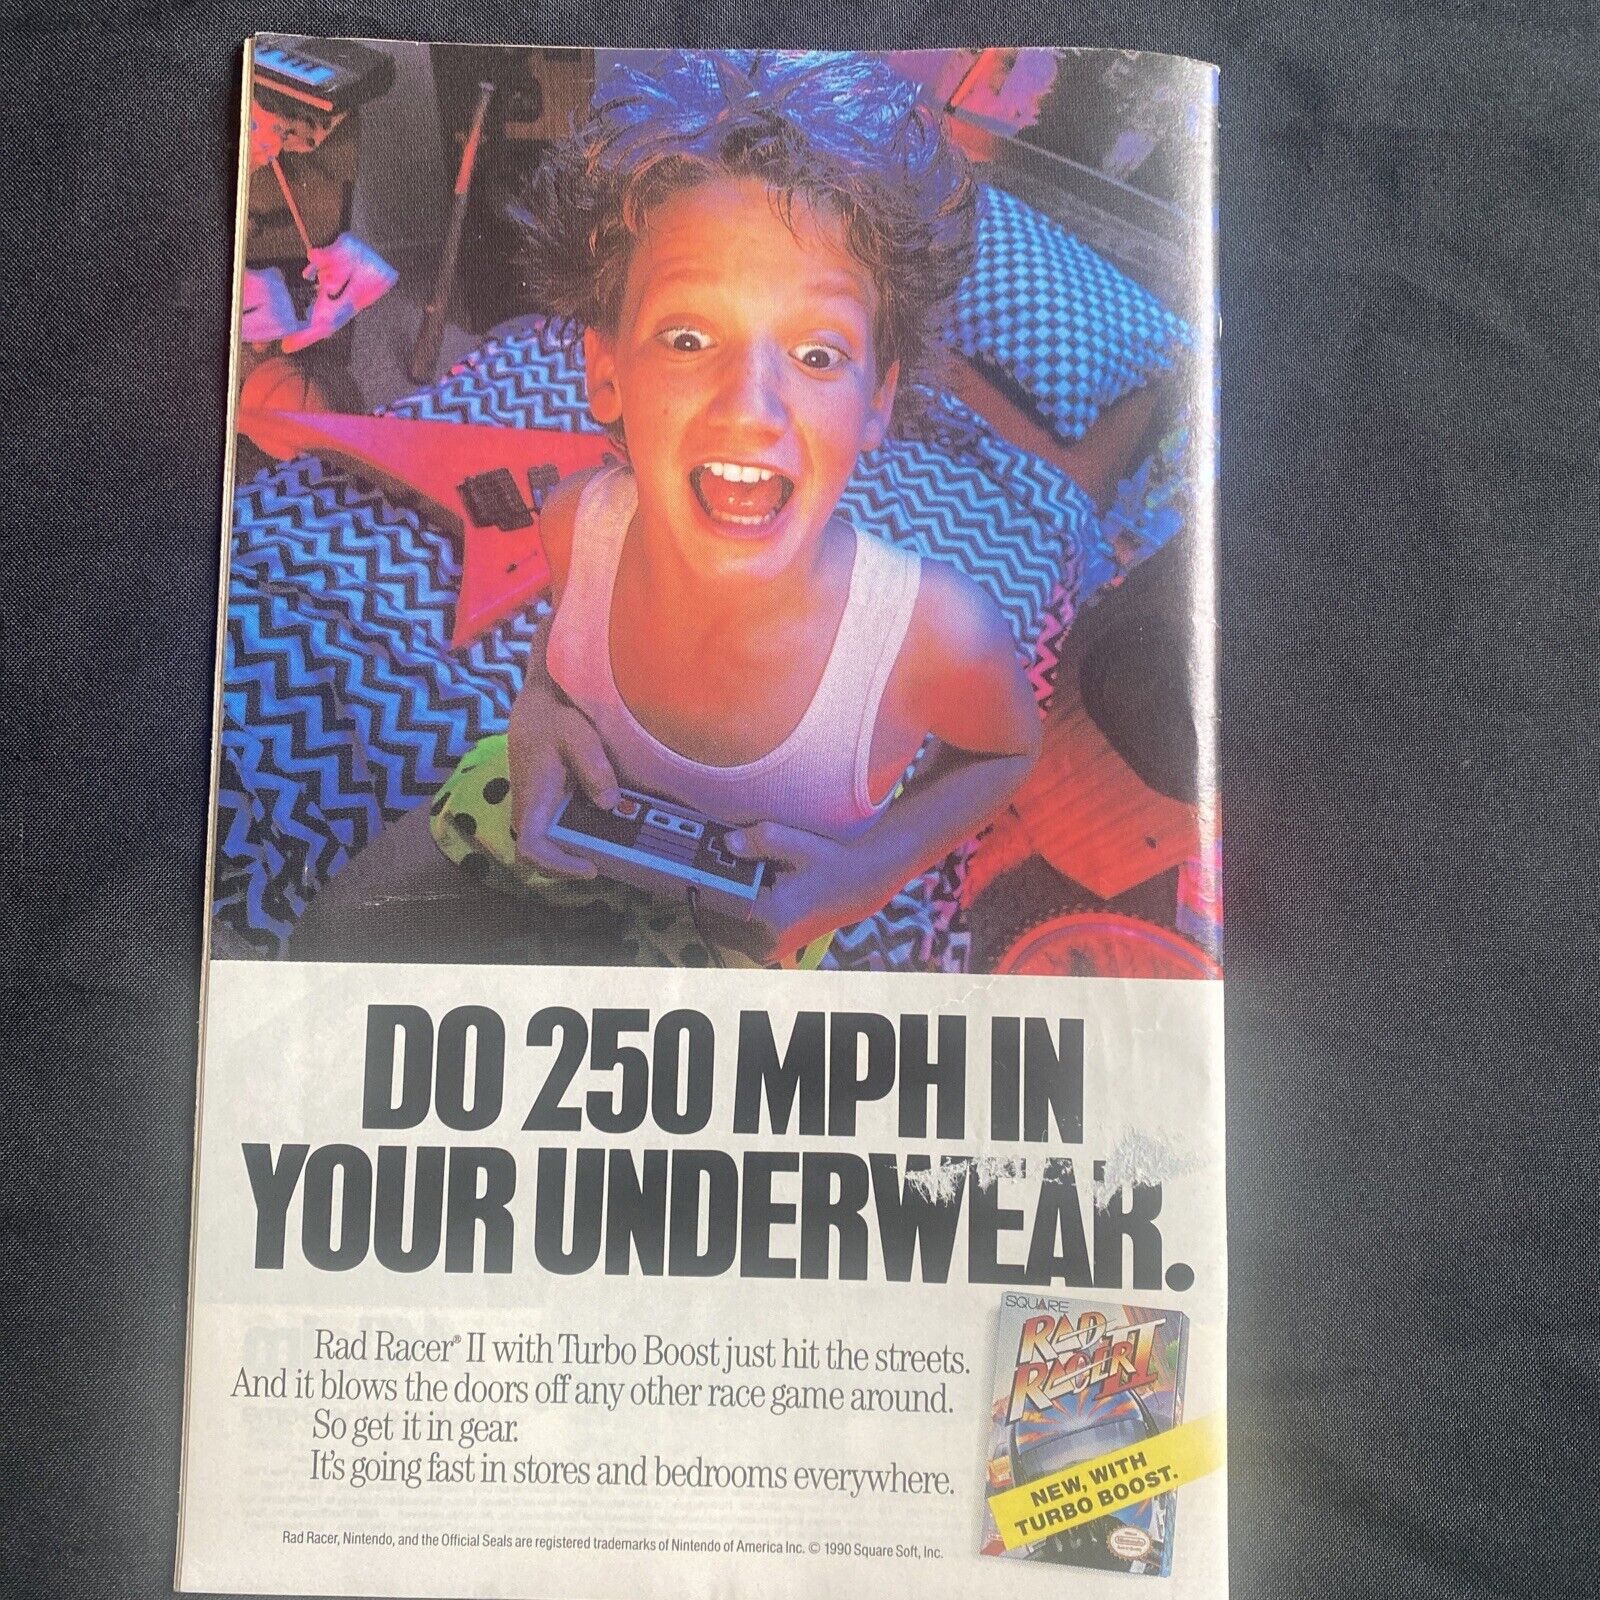 DO 250 MPH IN
YOUR UNDERWEAR.
Rad Racer® II with Turbo Boost just hit the streets.
And it blows the doors off any other race game around.
So get it in gear.
It's going fast in stores and bedrooms everywhere.
SQUARE
RAD
RACER II
NEW, WITH
TURBO BOOST.
Rad Racer, Nintendo, and the Official Seals are registered trademarks of Nintendo of America Inc. © 1990 Square Soft, Inc.